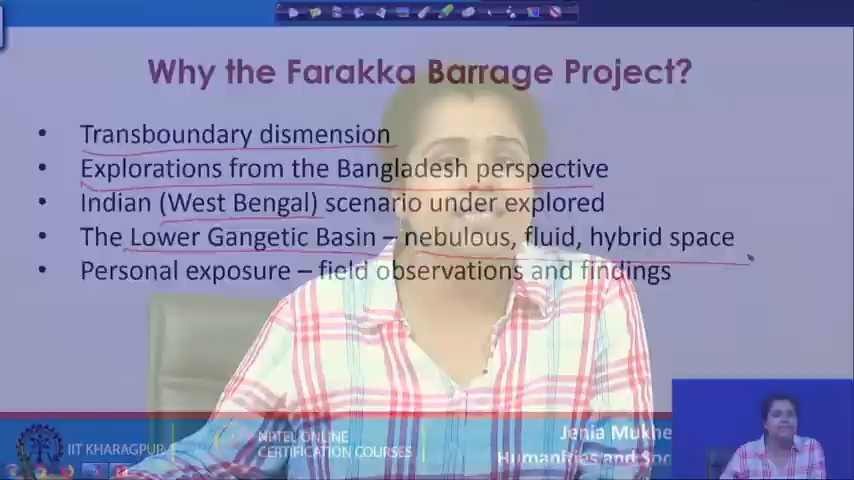 Why the Farakka Barrage Project?
• Transboundary dismension
• Explorations from the Bangladesh perspective
• Indian (West Bengal) scenario under explored
• The Lower Gangetic Basin – nebulous, fluid, hybrid space
• Personal exposure – field observations and findings
IIT KHARAGPUR
NPTEL ONLINE
CERTIFICATION COURSES
Jenia Mukhe
Humanities and Soc